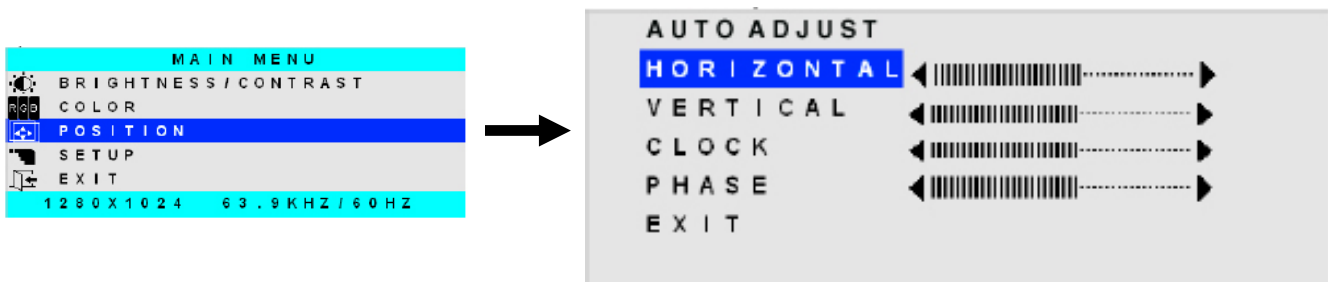 MAIN MENU
BRIGHTNESS/CONTRAST
RGB COLOR
POSITION
SETUP
EXIT
1280X1024 63.9KHZ/60HZ
AUTO ADJUST
HORIZONTAL
VERTICAL
CLOCK
PHASE
EXIT